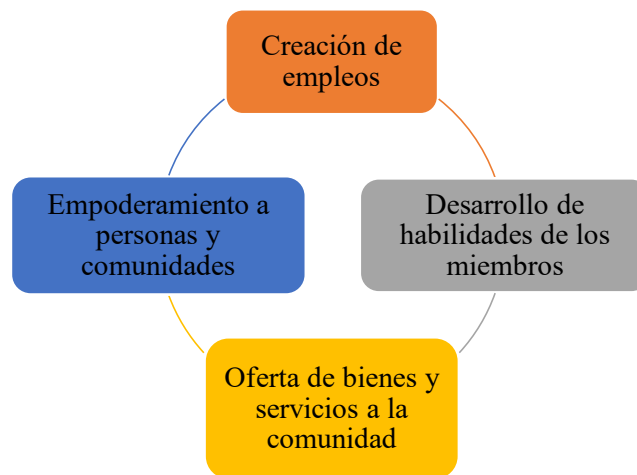 Creación de
empleos
Empoderamiento a
personas y
comunidades
Desarrollo de
habilidades de los
miembros
Oferta de bienes y
servicios a la
comunidad